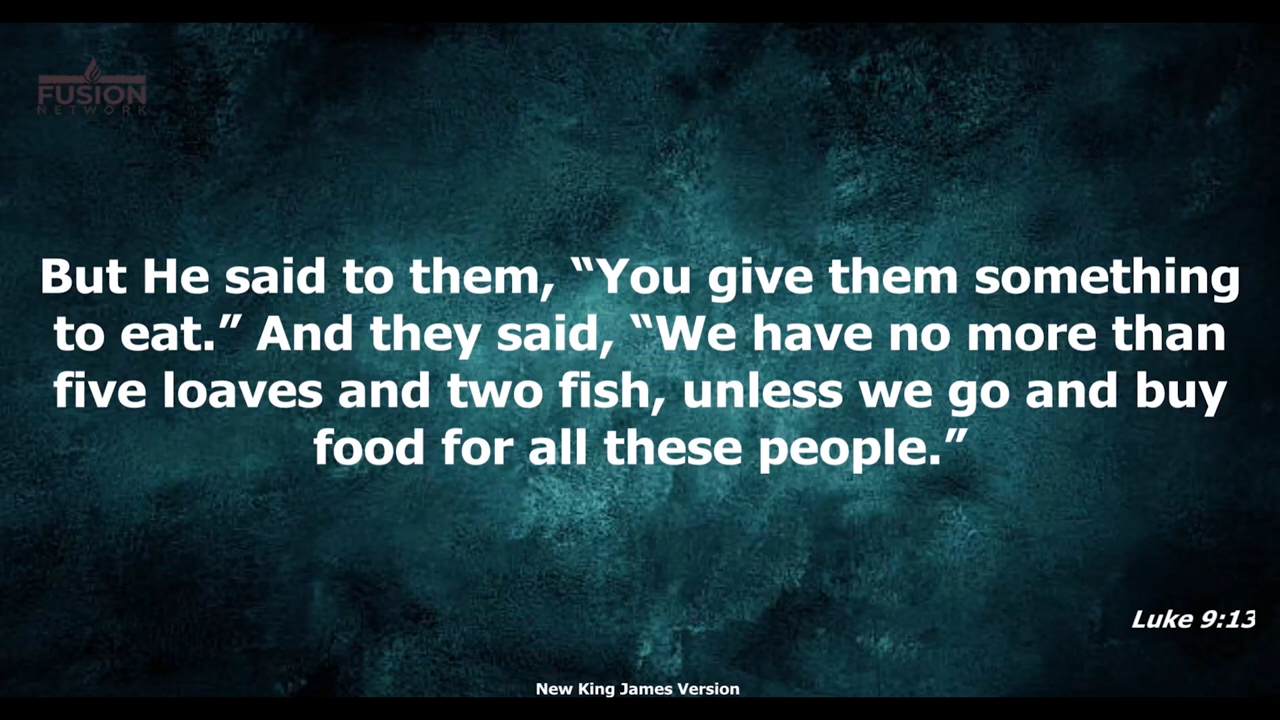 FUSION
NETWORK
But He said to them, “You give them something
to eat.” And they said, “We have no more than
five loaves and two fish, unless we go and buy
food for all these people.”
Luke 9:13
New King James Version